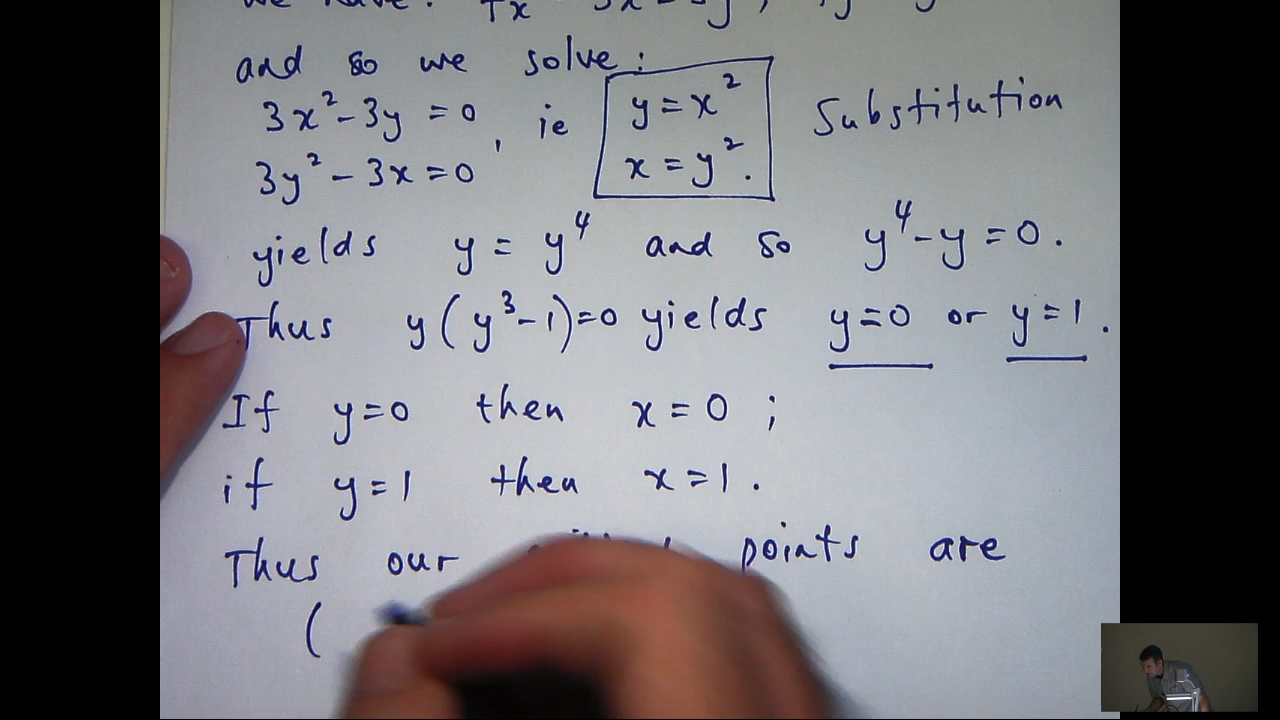 and so we solve:
3x² - 3y = 0, ie y = x² Substitution
3y² - 3x = 0 x = y².
yields y = y⁴ and so y⁴ - y = 0.
Thus y(y³ - 1) = 0 yields y = 0 or y = 1.
If y = 0 then x = 0;
if y = 1 then x = 1.
Thus our points are
(